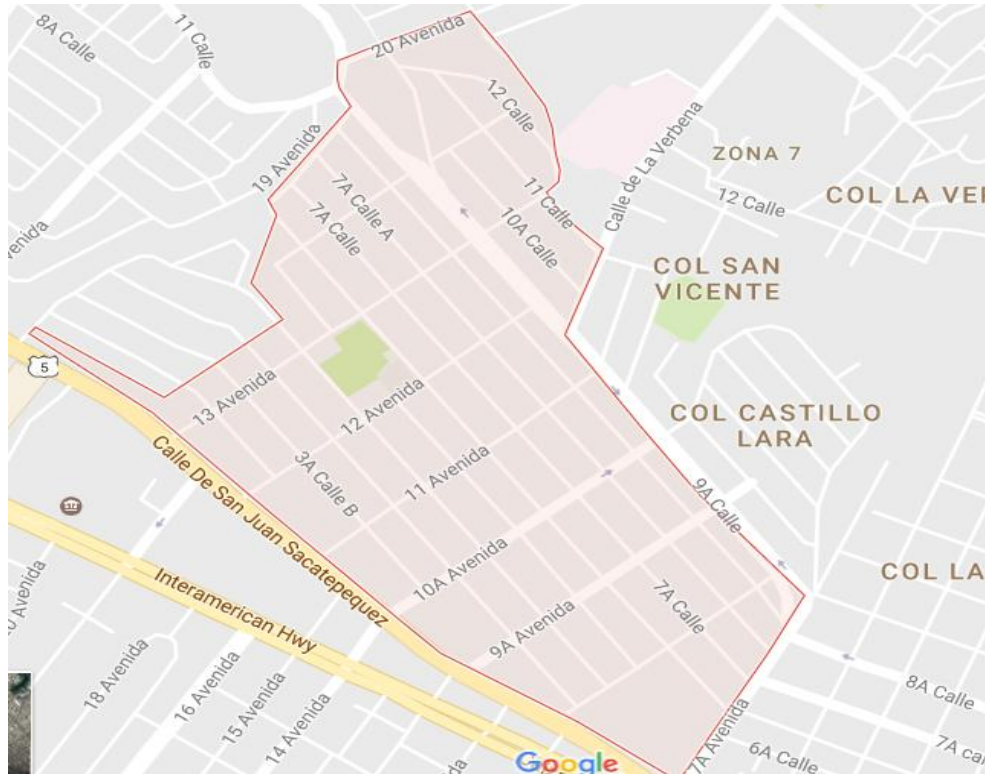 20 Avenida
8A Calle
11 Calle
12 Calle
19 Avenida
Calle de La Verbena
ZONA 7
12 Calle
COL LA VER
7A Calle A
7A Calle
11 Calle
10A Calle
venida
COL SAN
VICENTE
5
13 Avenida
12 Avenida
COL CASTILLO
LARA
3A Calle B
11 Avenida
Calle De San Juan Sacatepequez
9A Calle
10A Avenida
COL LA
Interamerican Hwy
7A Calle
9A Avenida
20 Avenida
18 Avenida
16 Avenida
15 Avenida
14 Avenida
8A Calle
7A Avenida
6A Calle
7A Cal
Google